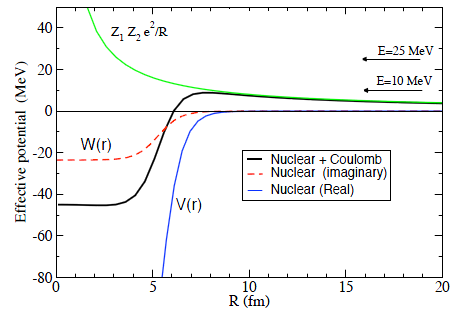 Z1 Z2 e²/R
E=25 MeV
E=10 MeV
W(r)
V(r)
Nuclear + Coulomb
Nuclear (imaginary)
Nuclear (Real)
Effective potential (MeV)
40
20
0
-20
-40
-60
-80
0 5 10 15 20
R (fm)